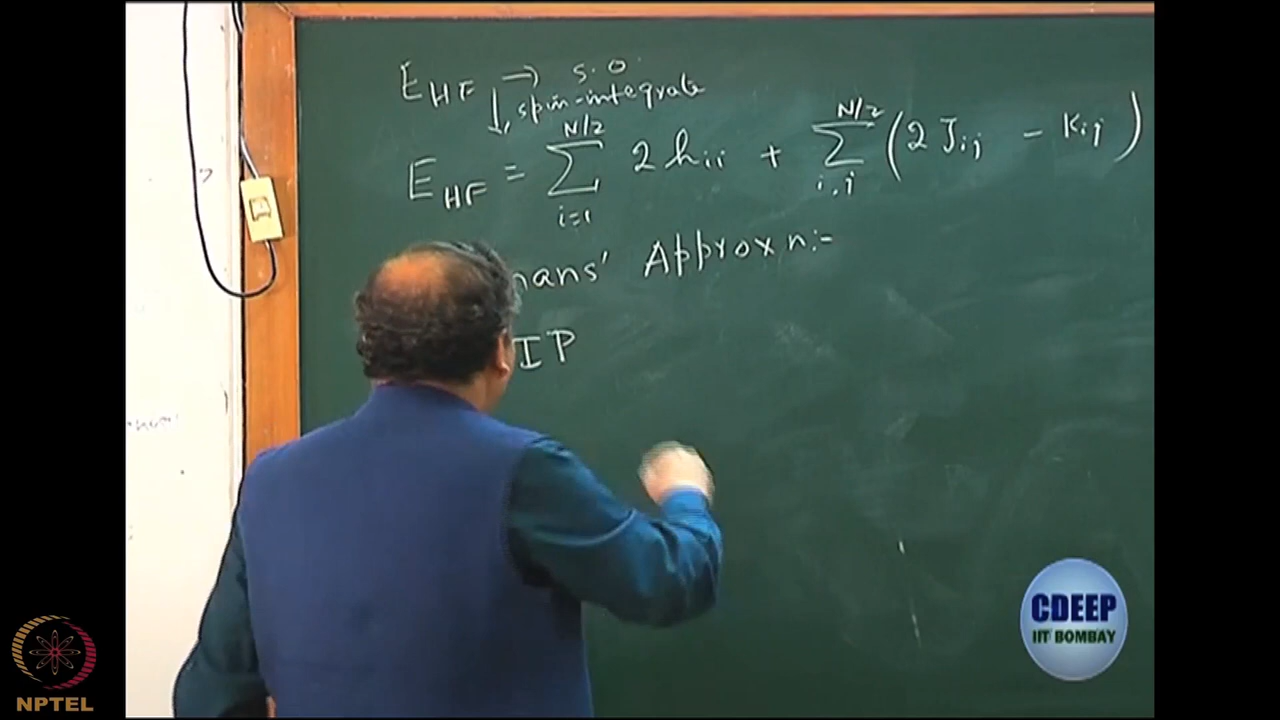 E_HF → s.o.
↓, spin-integrate
E_HF = Σ_{i=1}^{N/2} 2 h_ii + Σ_{i,j}^{N/2} (2 J_ij - K_ij)
mans' Approxn:-
IP
CDEEP
IIT BOMBAY
NPTEL